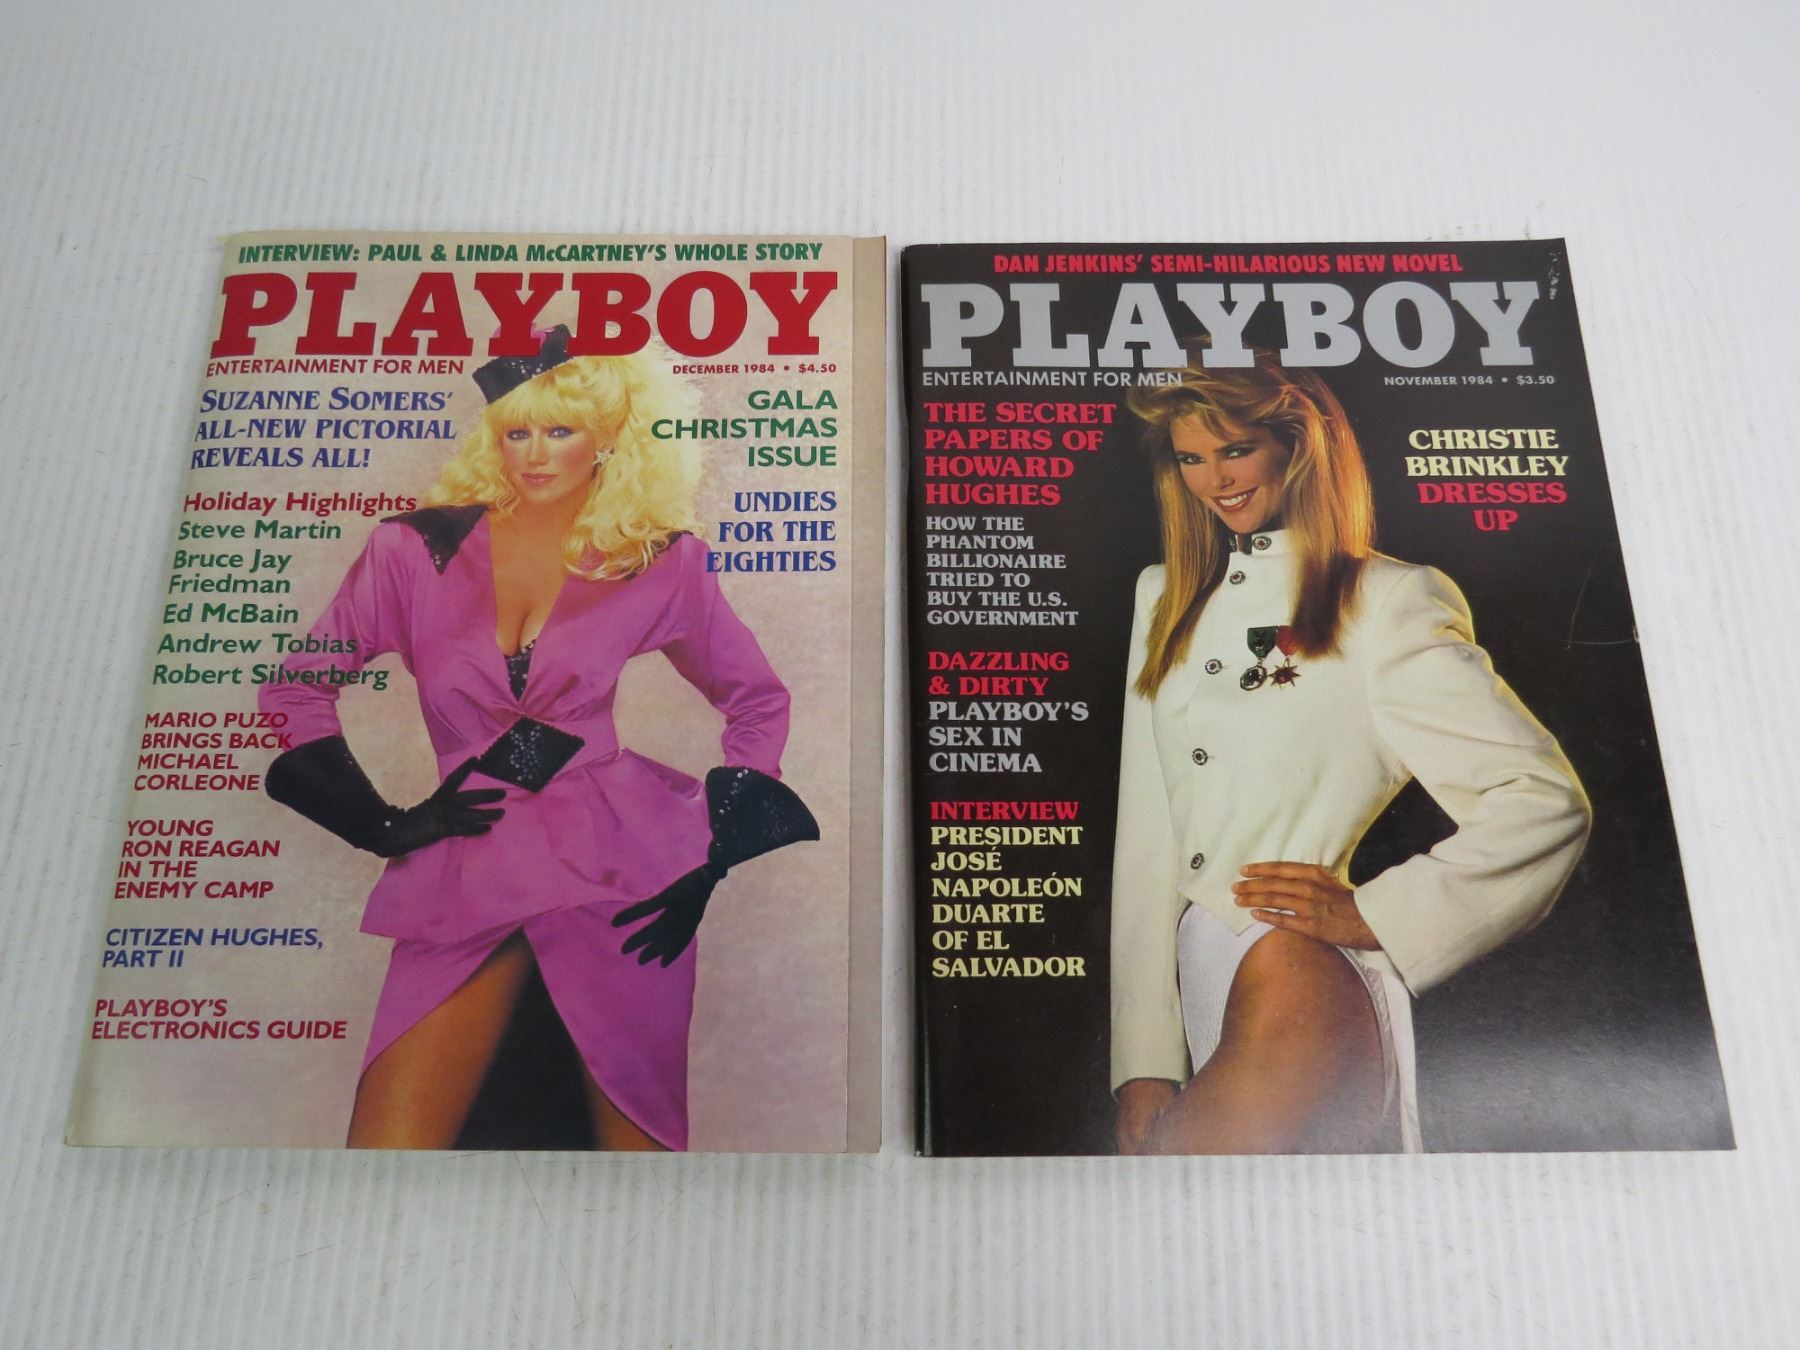 INTERVIEW: PAUL & LINDA McCARTNEY'S WHOLE STORY
PLAYBOY
ENTERTAINMENT FOR MEN
DECEMBER 1984 • $4.50
SUZANNE SOMERS'
ALL-NEW PICTORIAL
REVEALS ALL!
Holiday Highlights
Steve Martin
Bruce Jay
Friedman
Ed McBain
Andrew Tobias
Robert Silverberg
MARIO PUZO
BRINGS BACK
MICHAEL
CORLEONE
YOUNG
RON REAGAN
IN THE
ENEMY CAMP
CITIZEN HUGHES,
PART II
PLAYBOY'S
ELECTRONICS GUIDE
GALA
CHRISTMAS
ISSUE
UNDIES
FOR THE
EIGHTIES
DAN JENKINS' SEMI-HILARIOUS NEW NOVEL
PLAYBOY
ENTERTAINMENT FOR MEN
NOVEMBER 1984 • $3.50
THE SECRET
PAPERS OF
HOWARD
HUGHES
HOW THE
PHANTOM
BILLIONAIRE
TRIED TO
BUY THE U.S.
GOVERNMENT
DAZZLING
& DIRTY
PLAYBOY'S
SEX IN
CINEMA
INTERVIEW
PRESIDENT
JOSÉ
NAPOLEÓN
DUARTE
OF EL
SALVADOR
CHRISTIE
BRINKLEY
DRESSES
UP